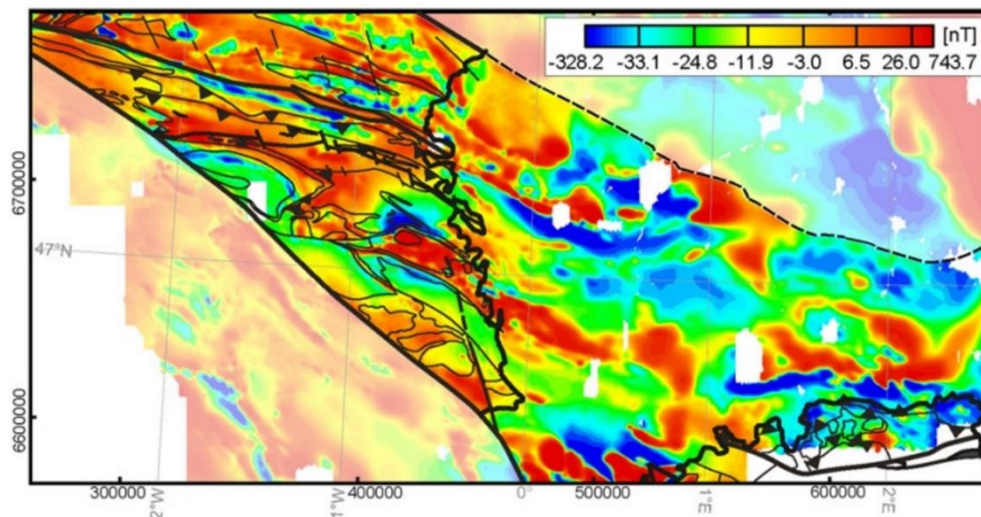 [nT]
-328.2 -33.1 -24.8 -11.9 -3.0 6.5 26.0 743.7
6700000
47°N
6600000
300000 2°W 1°W 400000 0° 500000 1°E 600000 2°E